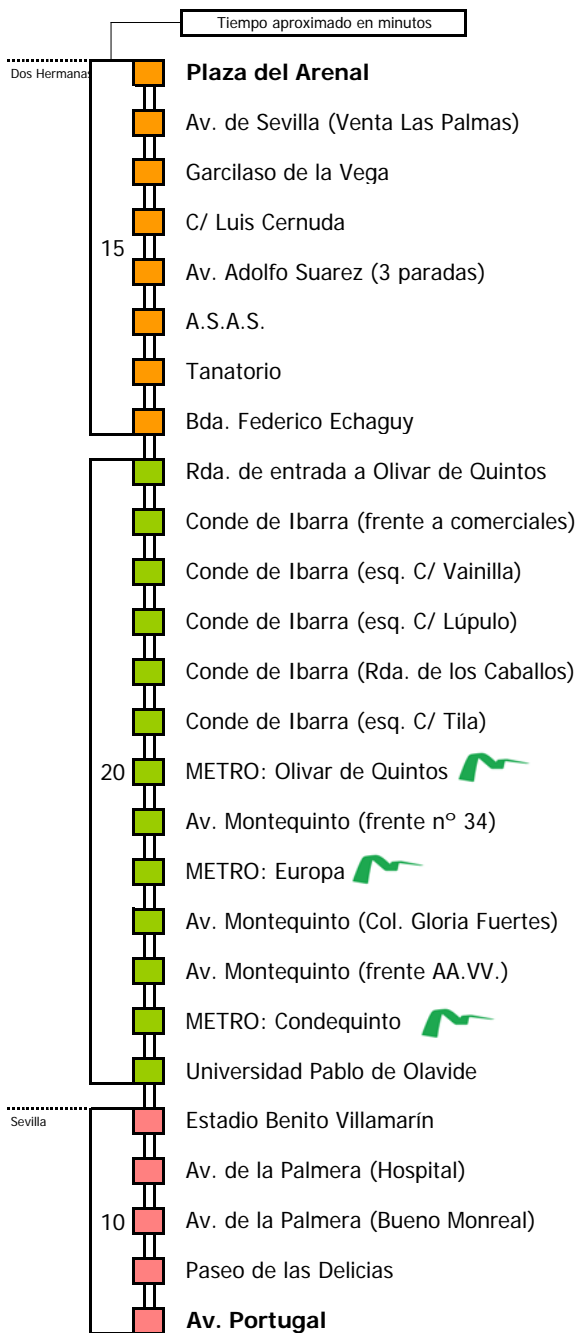 Tiempo aproximado en minutos
Dos Hermanas
Plaza del Arenal
Av. de Sevilla (Venta Las Palmas)
Garcilaso de la Vega
C/ Luis Cernuda
15
Av. Adolfo Suarez (3 paradas)
A.S.A.S.
Tanatorio
Bda. Federico Echaguy
Rda. de entrada a Olivar de Quintos
Conde de Ibarra (frente a comerciales)
Conde de Ibarra (esq. C/ Vainilla)
Conde de Ibarra (esq. C/ Lúpulo)
Conde de Ibarra (Rda. de los Caballos)
Conde de Ibarra (esq. C/ Tila)
20
METRO: Olivar de Quintos
Av. Montequinto (frente nº 34)
METRO: Europa
Av. Montequinto (Col. Gloria Fuertes)
Av. Montequinto (frente AA.VV.)
METRO: Condequinto
Universidad Pablo de Olavide
Sevilla
Estadio Benito Villamarín
Av. de la Palmera (Hospital)
10
Av. de la Palmera (Bueno Monreal)
Paseo de las Delicias
Av. Portugal